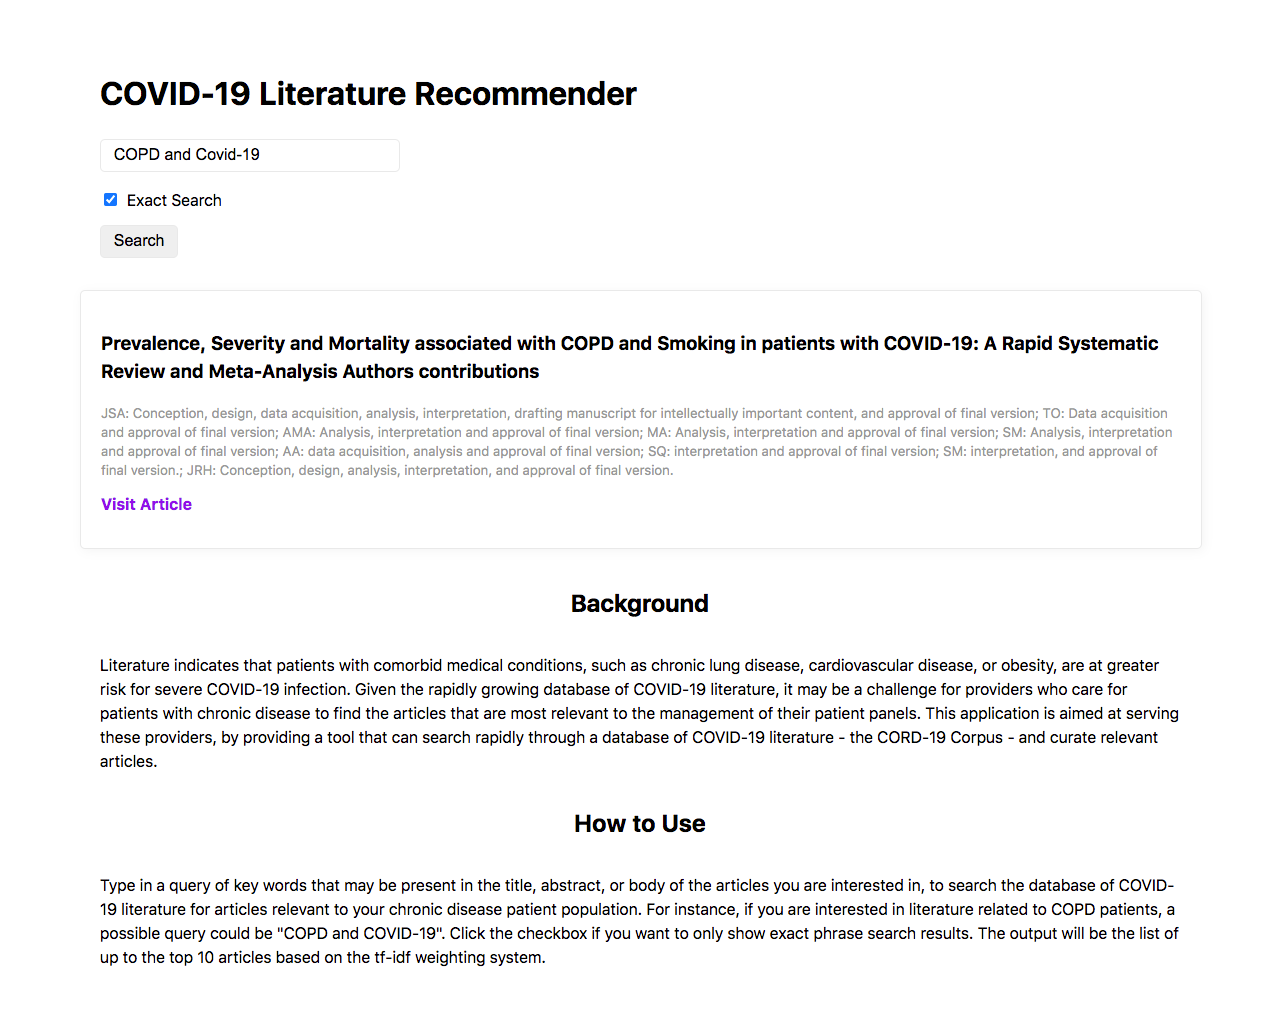 COVID-19 Literature Recommender
COPD and Covid-19
Exact Search
Search
Prevalence, Severity and Mortality associated with COPD and Smoking in patients with COVID-19: A Rapid Systematic
Review and Meta-Analysis Authors contributions
JSA: Conception, design, data acquisition, analysis, interpretation, drafting manuscript for intellectually important content, and approval of final version; TO: Data acquisition
and approval of final version; AMA: Analysis, interpretation and approval of final version; MA: Analysis, interpretation and approval of final version; SM: Analysis, interpretation
and approval of final version; AA: data acquisition, analysis and approval of final version; SQ: interpretation and approval of final version; SM: interpretation, and approval of
final version.; JRH: Conception, design, analysis, interpretation, and approval of final version.
Visit Article
Background
Literature indicates that patients with comorbid medical conditions, such as chronic lung disease, cardiovascular disease, or obesity, are at greater
risk for severe COVID-19 infection. Given the rapidly growing database of COVID-19 literature, it may be a challenge for providers who care for
patients with chronic disease to find the articles that are most relevant to the management of their patient panels. This application is aimed at serving
these providers, by providing a tool that can search rapidly through a database of COVID-19 literature - the CORD-19 Corpus - and curate relevant
articles.
How to Use
Type in a query of key words that may be present in the title, abstract, or body of the articles you are interested in, to search the database of COVID-
19 literature for articles relevant to your chronic disease patient population. For instance, if you are interested in literature related to COPD patients, a
possible query could be "COPD and COVID-19". Click the checkbox if you want to only show exact phrase search results. The output will be the list of
up to the top 10 articles based on the tf-idf weighting system.